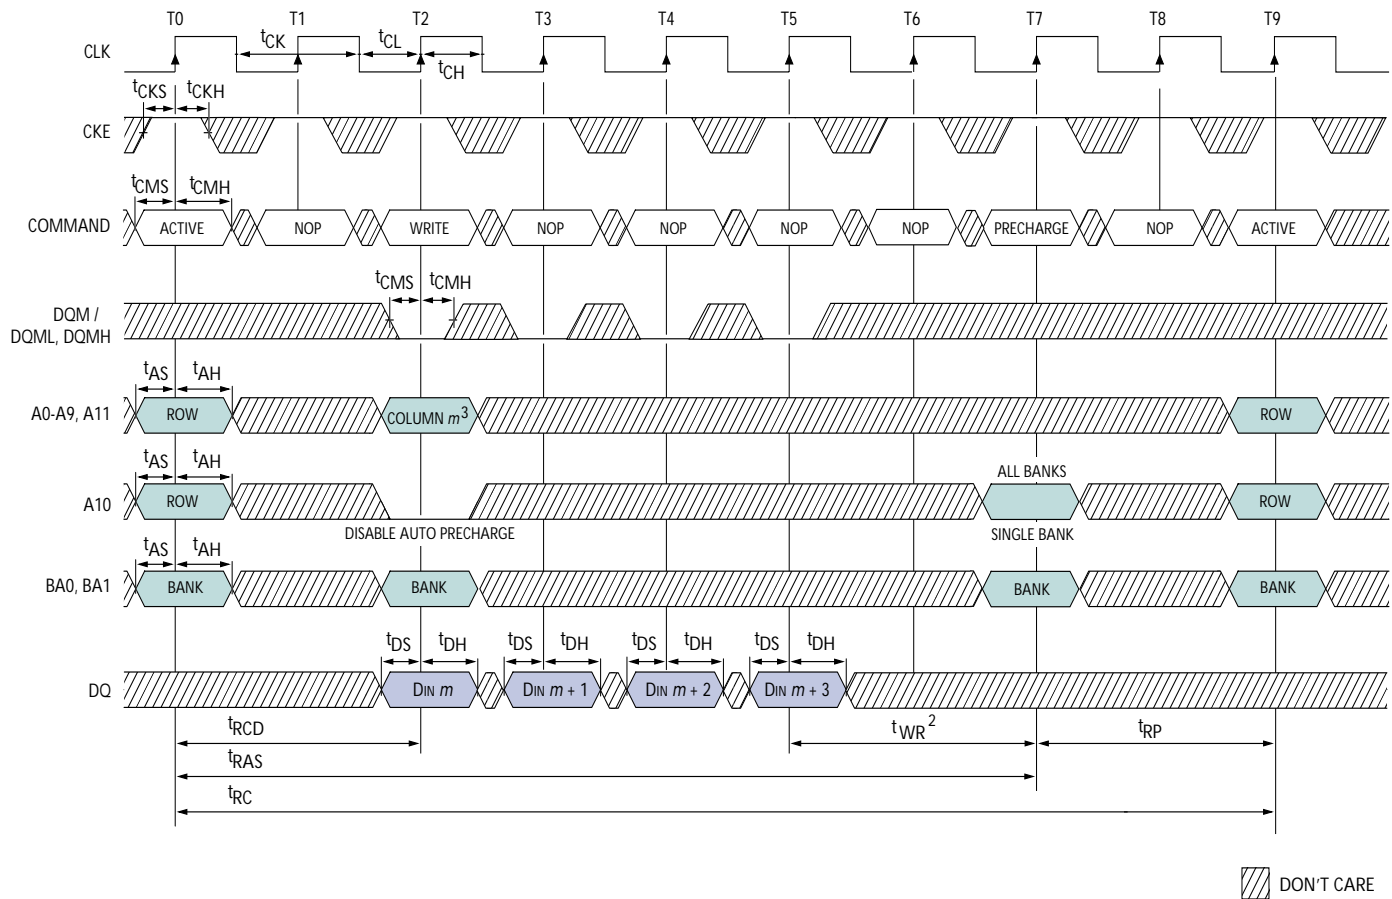 T0 T1 T2 T3 T4 T5 T6 T7 T8 T9
CLK
tCK tCL
tCH
tCKS tCKH
CKE
tCMS tCMH
COMMAND ACTIVE NOP WRITE NOP NOP NOP NOP PRECHARGE NOP ACTIVE
tCMS tCMH
DQM /
DQML, DQMH
tAS tAH
A0-A9, A11 ROW COLUMN m3 ROW
tAS tAH
ALL BANKS
A10 ROW ROW
DISABLE AUTO PRECHARGE SINGLE BANK
tAS tAH
BA0, BA1 BANK BANK BANK BANK
tDS tDH tDS tDH tDS tDH tDS tDH
DQ DIN m DIN m + 1 DIN m + 2 DIN m + 3
tRCD tWR2 tRP
tRAS
tRC
DON'T CARE